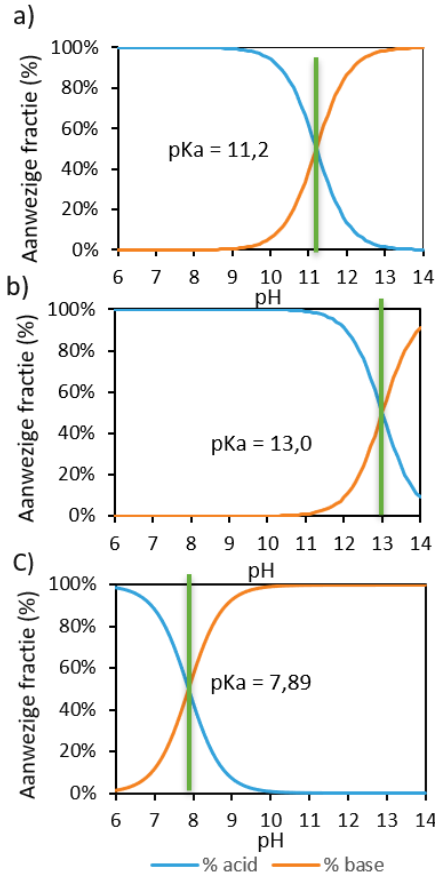 a)
Aanwezige fractie (%)
100%
80%
60%
40%
20%
0%
pKa = 11,2
6 7 8 9 10 11 12 13 14
pH
b)
Aanwezige fractie (%)
100%
80%
60%
40%
20%
0%
pKa = 13,0
6 7 8 9 10 11 12 13 14
pH
C)
Aanwezige fractie (%)
100%
80%
60%
40%
20%
0%
pKa = 7,89
6 7 8 9 10 11 12 13 14
pH
% acid % base